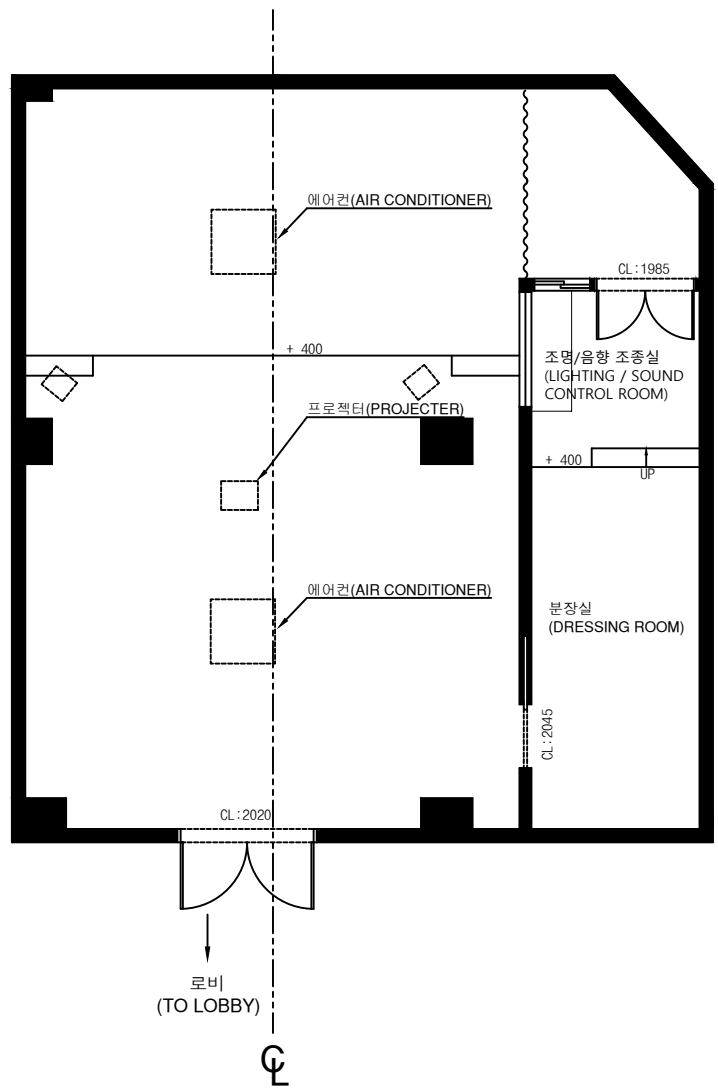 에어컨(AIR CONDITIONER)
CL:1985
+ 400
조명/음향 조종실
(LIGHTING / SOUND
CONTROL ROOM)
프로젝터(PROJECTER)
+ 400
UP
에어컨(AIR CONDITIONER)
분장실
(DRESSING ROOM)
CL:2045
CL:2020
로비
(TO LOBBY)
℄